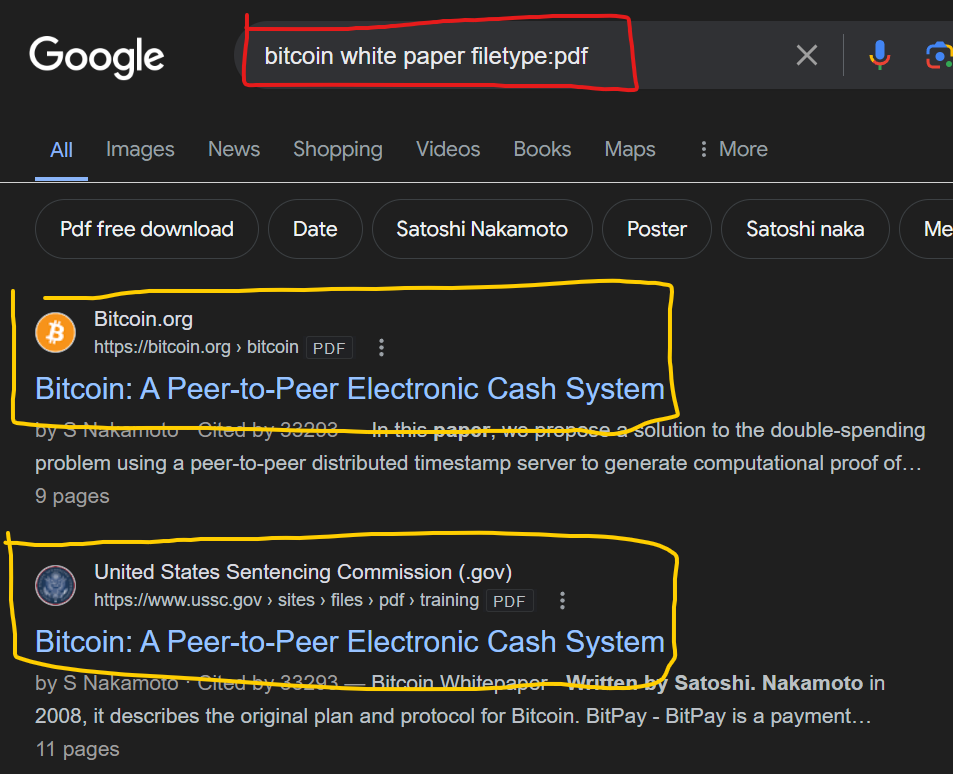 Google
bitcoin white paper filetype:pdf
All Images News Shopping Videos Books Maps More
Pdf free download Date Satoshi Nakamoto Poster Satoshi naka Me
Bitcoin.org
https://bitcoin.org › bitcoin PDF
Bitcoin: A Peer-to-Peer Electronic Cash System
by S Nakamoto · Cited by 33293 — In this paper, we propose a solution to the double-spending
problem using a peer-to-peer distributed timestamp server to generate computational proof of…
9 pages
United States Sentencing Commission (.gov)
https://www.ussc.gov › sites › files › pdf › training PDF
Bitcoin: A Peer-to-Peer Electronic Cash System
by S Nakamoto · Cited by 33293 — Bitcoin Whitepaper - Written by Satoshi. Nakamoto in
2008, it describes the original plan and protocol for Bitcoin. BitPay - BitPay is a payment…
11 pages